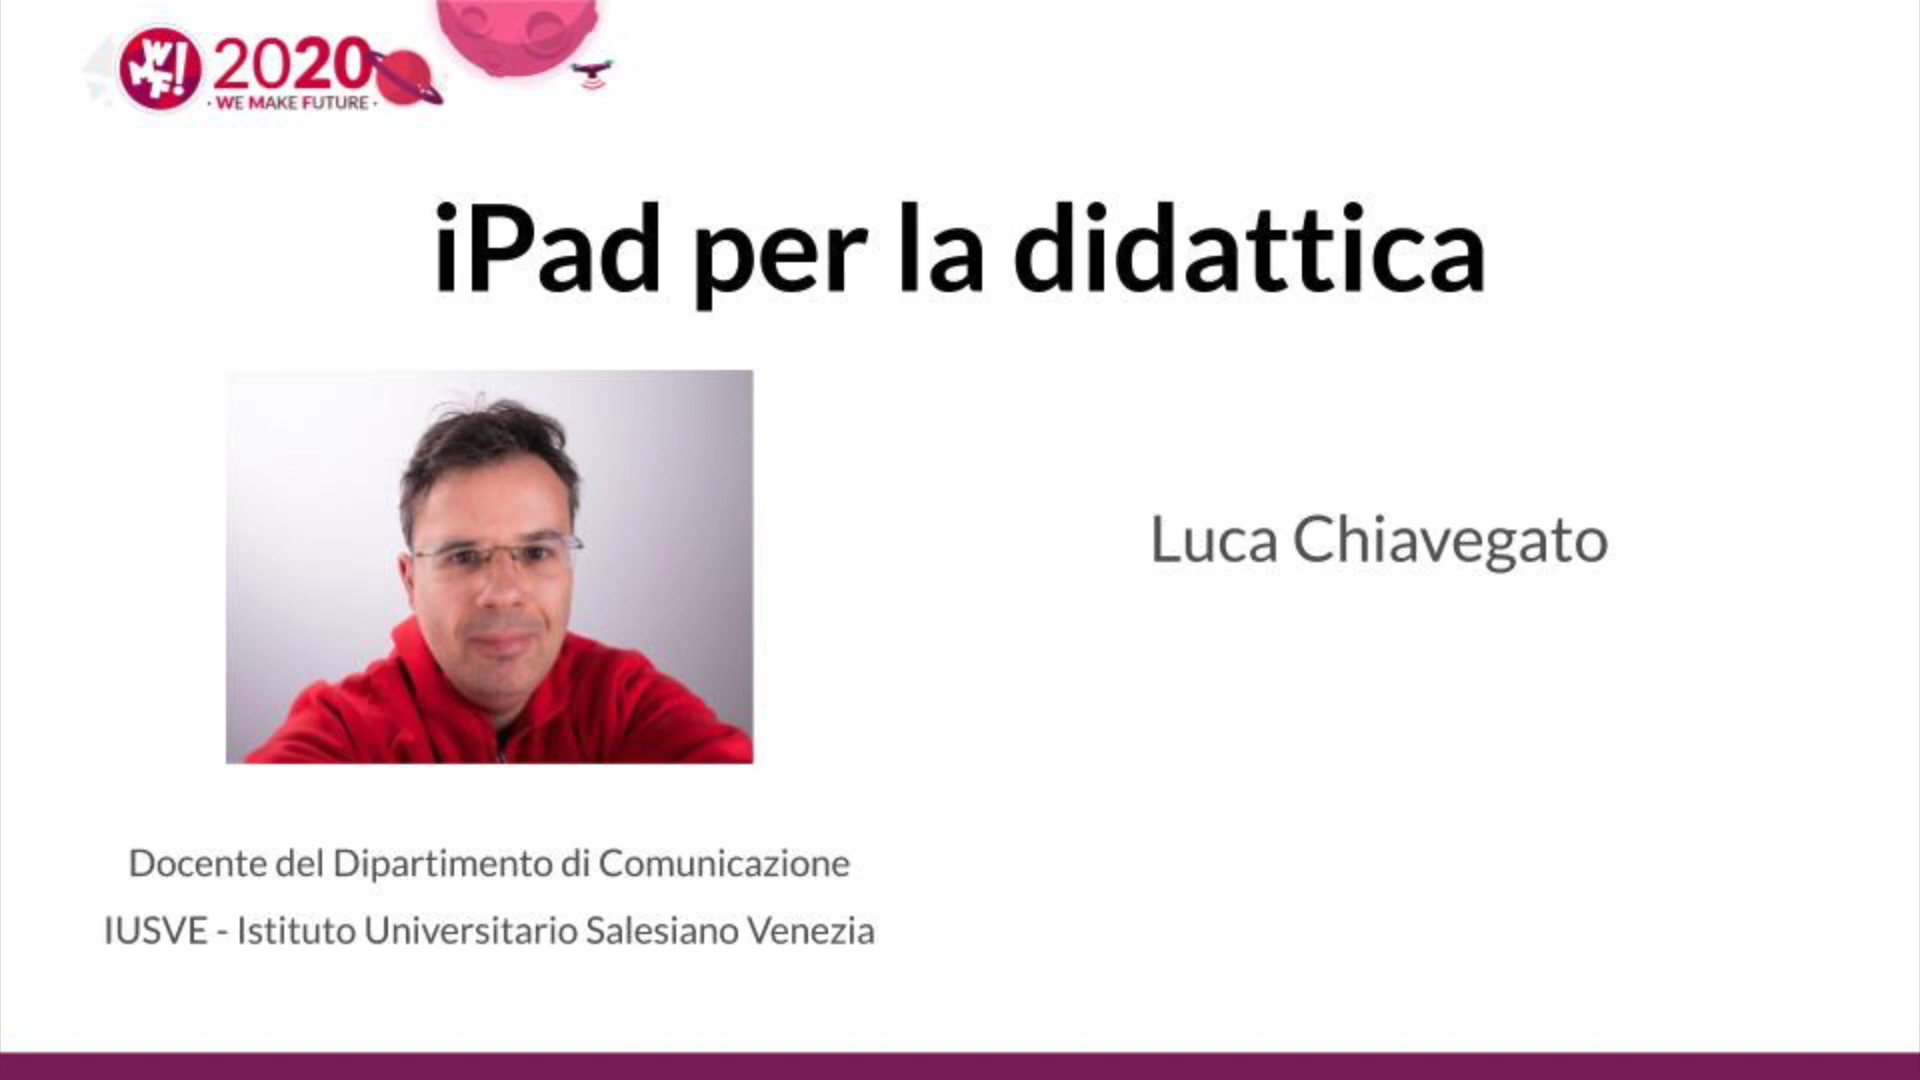 WMF! 2020
· WE MAKE FUTURE ·
iPad per la didattica
Luca Chiavegato
Docente del Dipartimento di Comunicazione
IUSVE - Istituto Universitario Salesiano Venezia